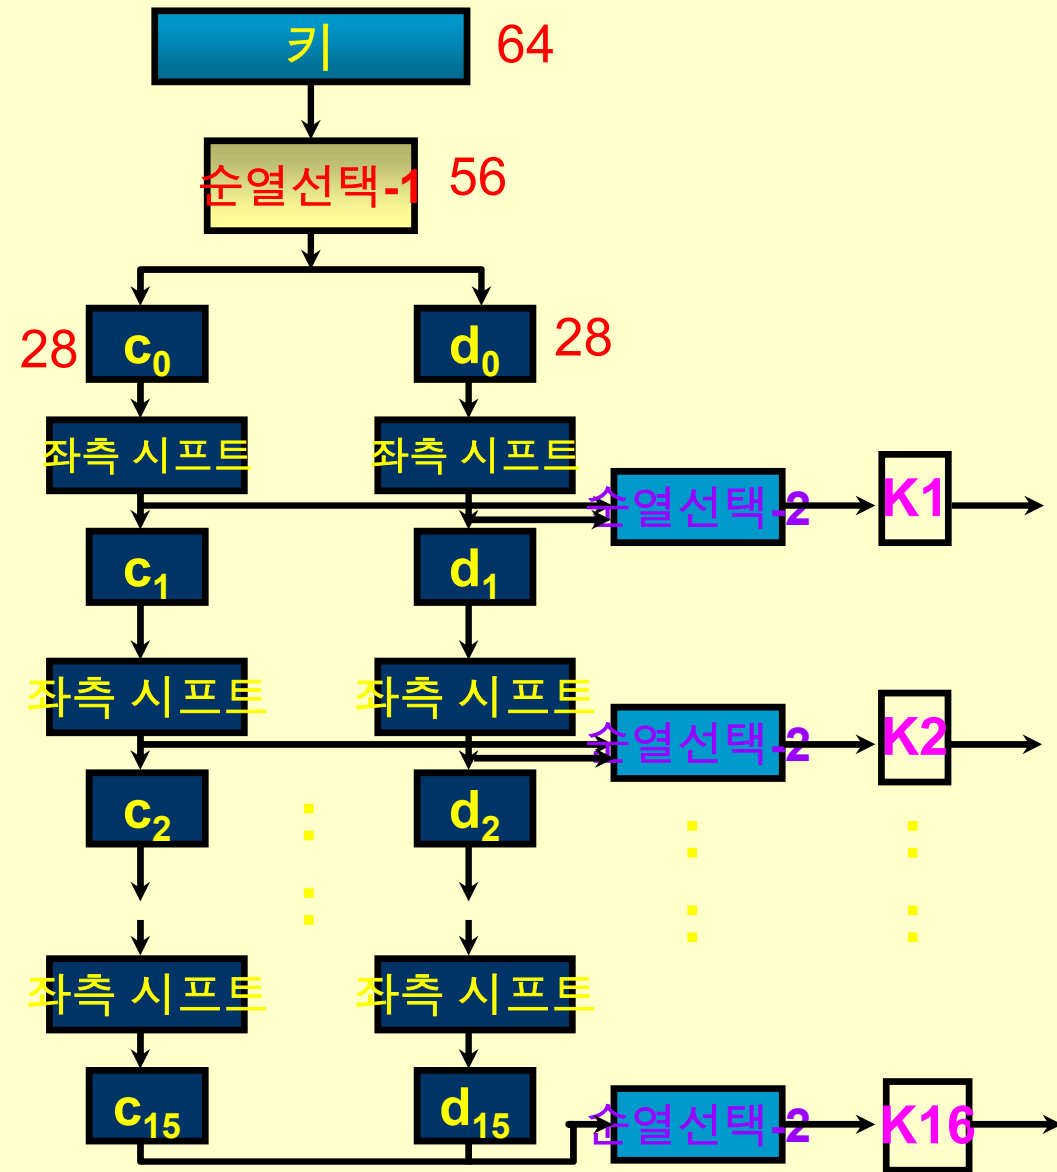 키 64
순열선택-1 56
28 c0 d0 28
좌측 시프트 좌측 시프트
순열선택-2 K1
c1 d1
좌측 시프트 좌측 시프트
순열선택-2 K2
c2 d2
좌측 시프트 좌측 시프트
c15 d15 순열선택-2 K16